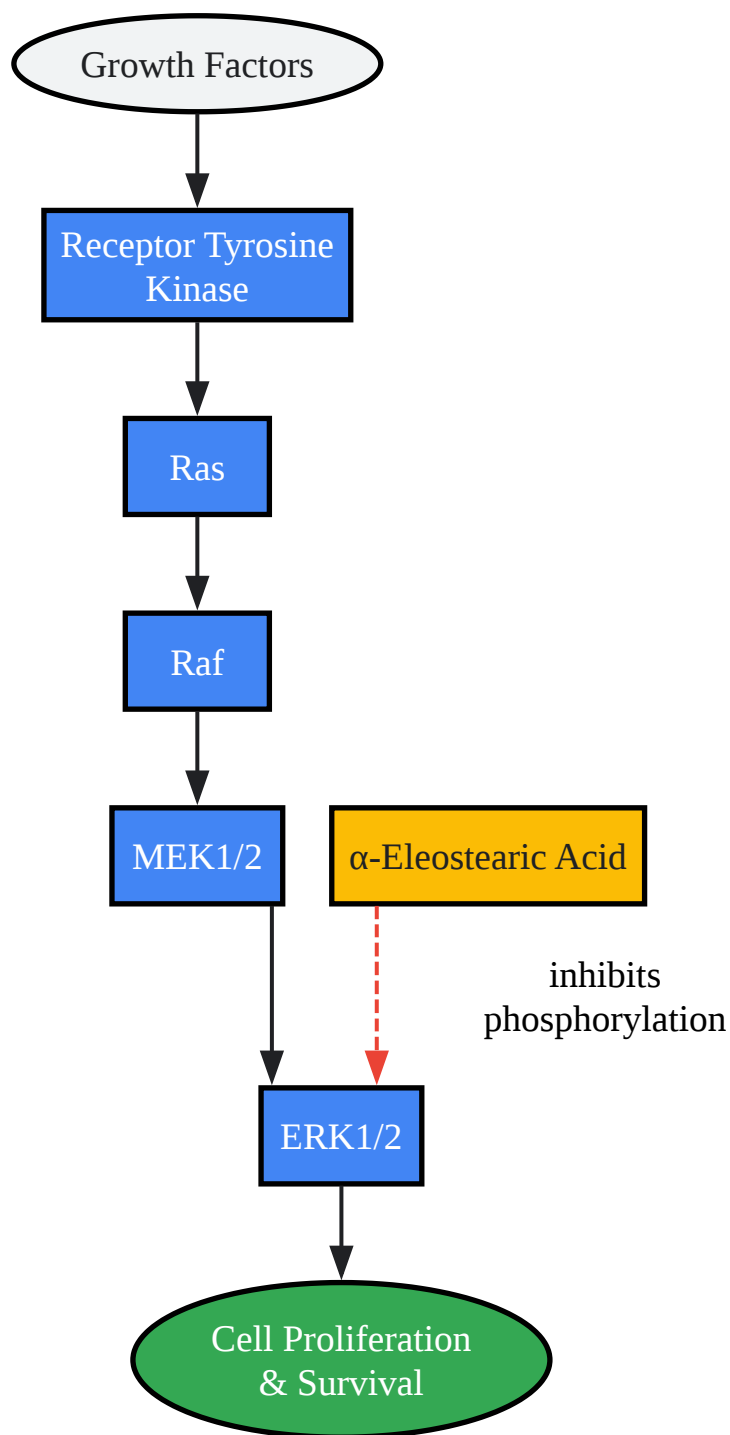 Growth Factors
Receptor Tyrosine
Kinase
Ras
Raf
MEK1/2
α-Eleostearic Acid
inhibits
phosphorylation
ERK1/2
Cell Proliferation
& Survival